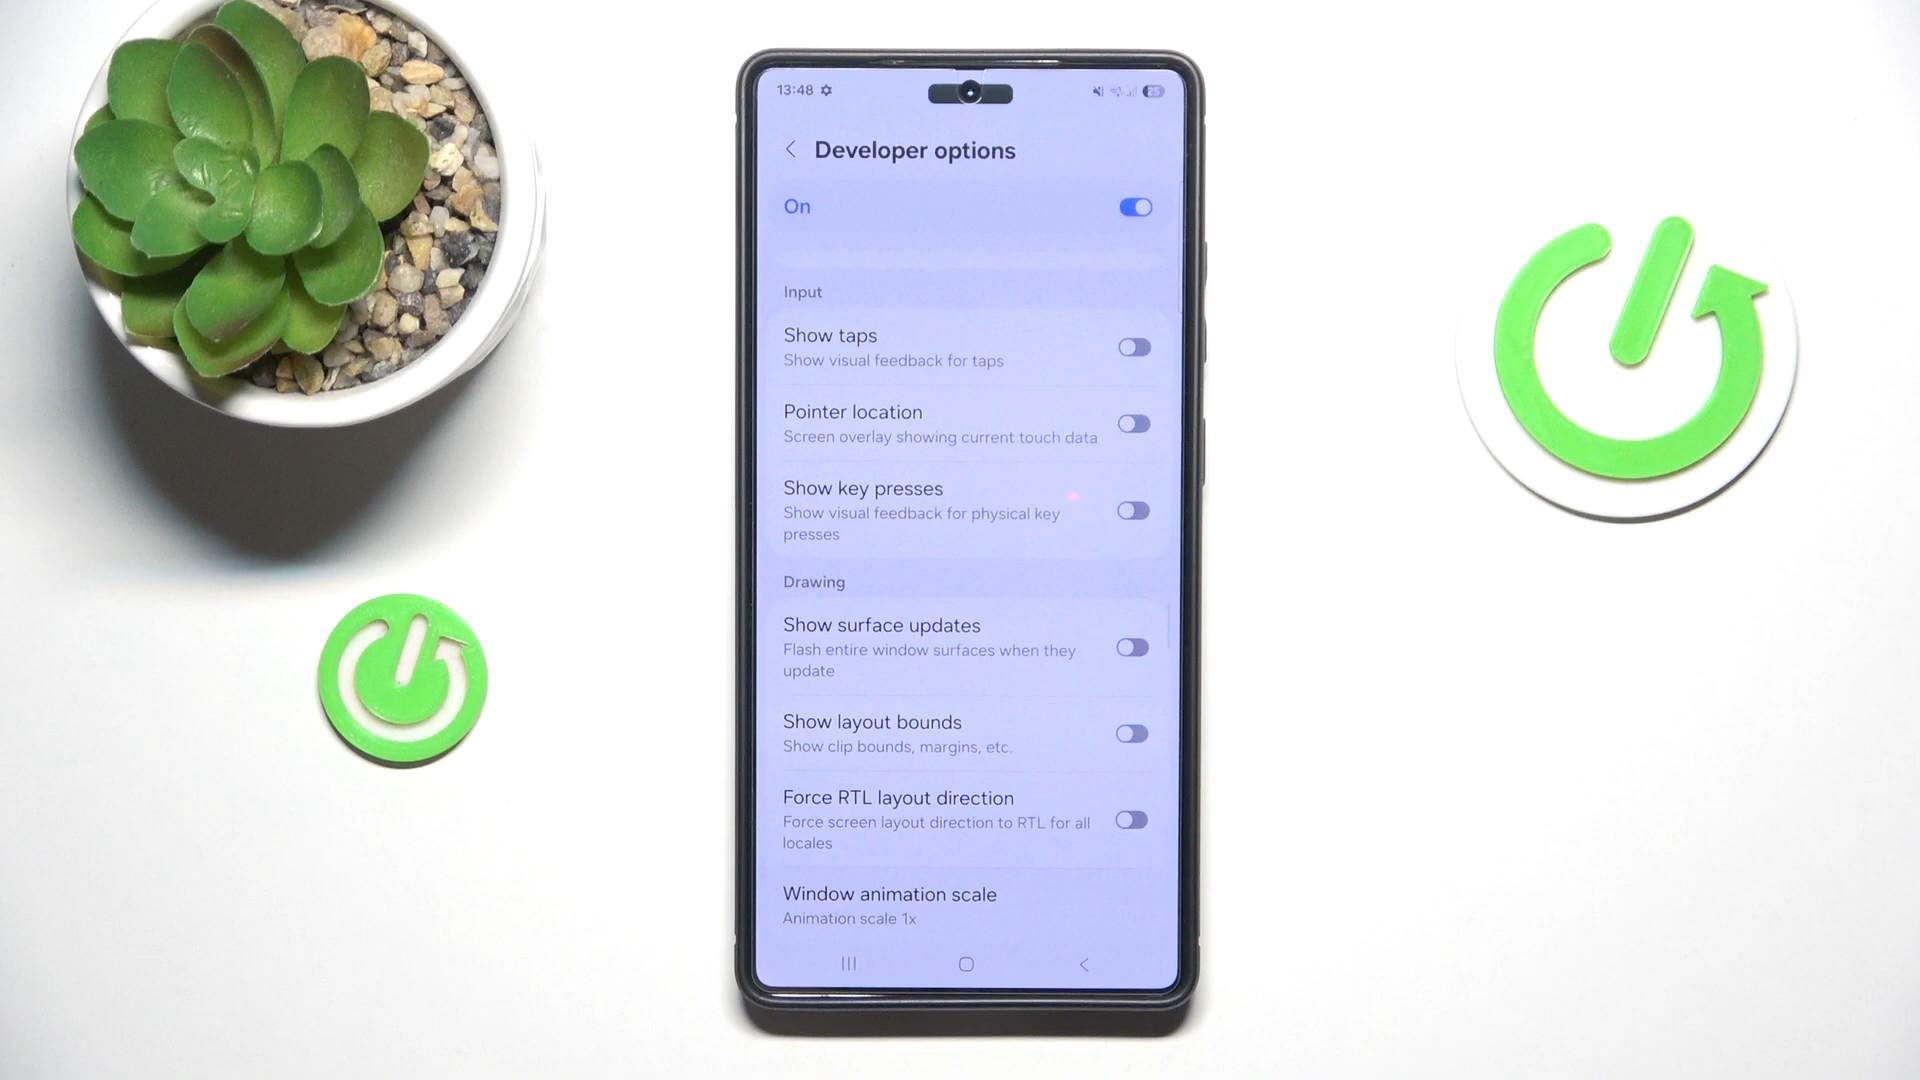 13:48
25
Developer options
On
Input
Show taps
Show visual feedback for taps
Pointer location
Screen overlay showing current touch data
Show key presses
Show visual feedback for physical key
presses
Drawing
Show surface updates
Flash entire window surfaces when they
update
Show layout bounds
Show clip bounds, margins, etc.
Force RTL layout direction
Force screen layout direction to RTL for all
locales
Window animation scale
Animation scale 1x